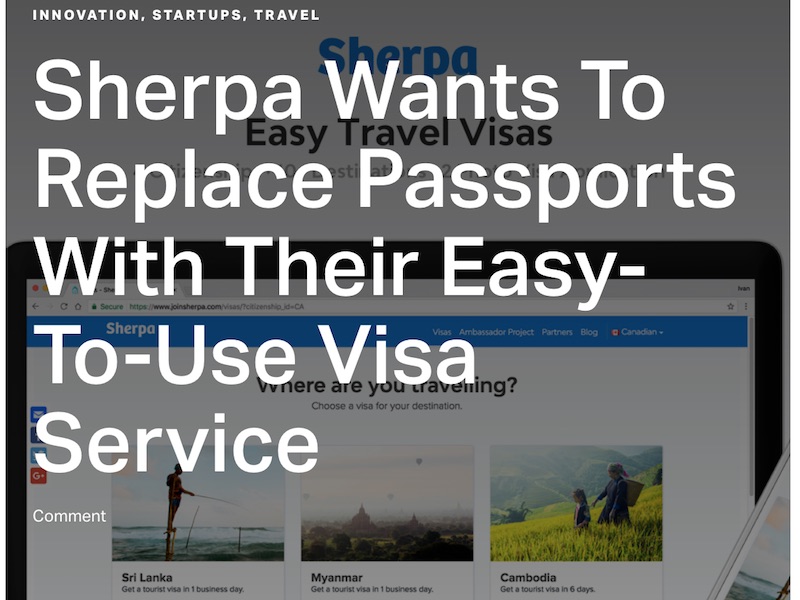 INNOVATION, STARTUPS, TRAVEL
Sherpa
Sherpa Wants To
Easy Travel Visas
Replace Passports
With Their Easy-
To-Use Visa
Service
Comment
Ivan
Secure https://www.joinsherpa.com/visas/?citizenship_id=CA
Sherpa
Visas Ambassador Project Partners Blog Canadian
Where are you travelling?
Choose a visa for your destination.
G+
Sri Lanka
Get a tourist visa in 1 business day.
Myanmar
Get a tourist visa in 1 business day.
Cambodia
Get a tourist visa in 6 days.